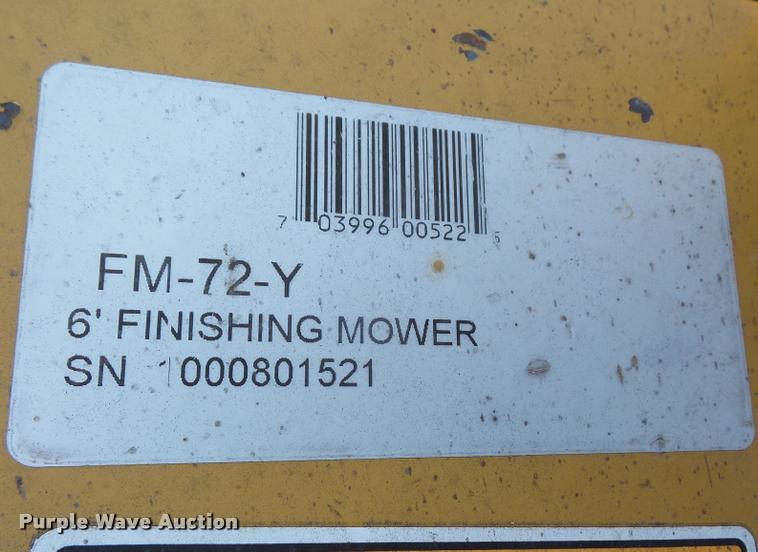 7 03996 00522 5
FM-72-Y
6' FINISHING MOWER
SN 1000801521
Purple Wave Auction